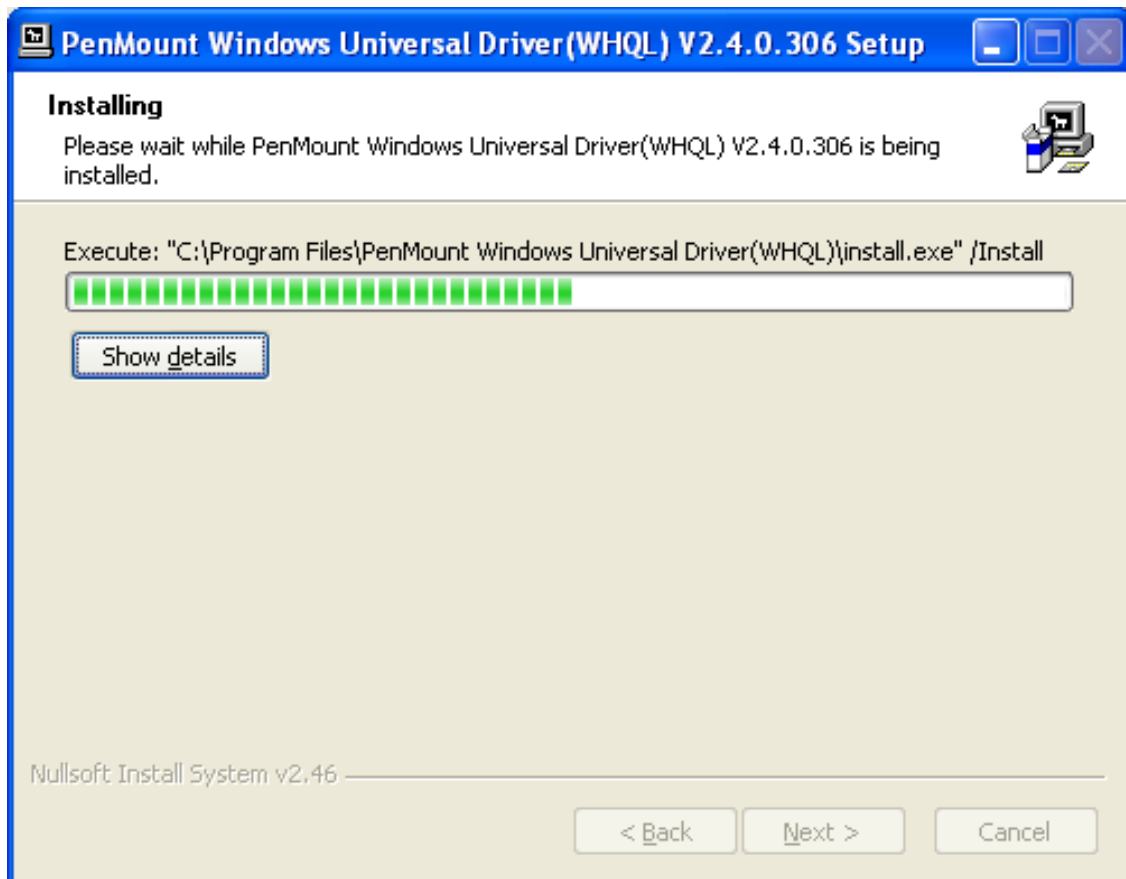 PenMount Windows Universal Driver(WHQL) V2.4.0.306 Setup
Installing
Please wait while PenMount Windows Universal Driver(WHQL) V2.4.0.306 is being
installed.
Execute: "C:\Program Files\PenMount Windows Universal Driver(WHQL)\install.exe" /Install
Show details
Nullsoft Install System v2.46
< Back
Next >
Cancel